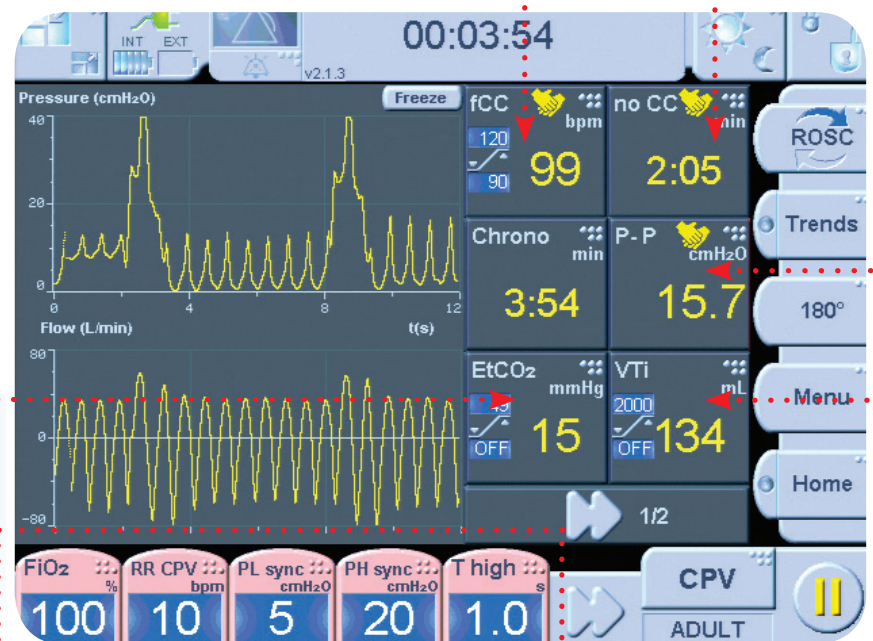 INT EXT
00:03:54
v2.1.3
Pressure (cmH₂O)
Freeze
40
20
0
0 4 8 12
Flow (L/min) t(s)
80
0
-80
fCC
bpm
120
90
99
no CC
min
2:05
Chrono
min
3:54
P-P
cmH₂O
15.7
EtCO₂
mmHg
OFF
15
VTi
mL
2000
OFF
134
1/2
ROSC
Trends
180°
Menu
Home
FiO₂
%
100
RR CPV
bpm
10
PL sync
cmH₂O
5
PH sync
cmH₂O
20
T high
s
1.0
CPV
ADULT